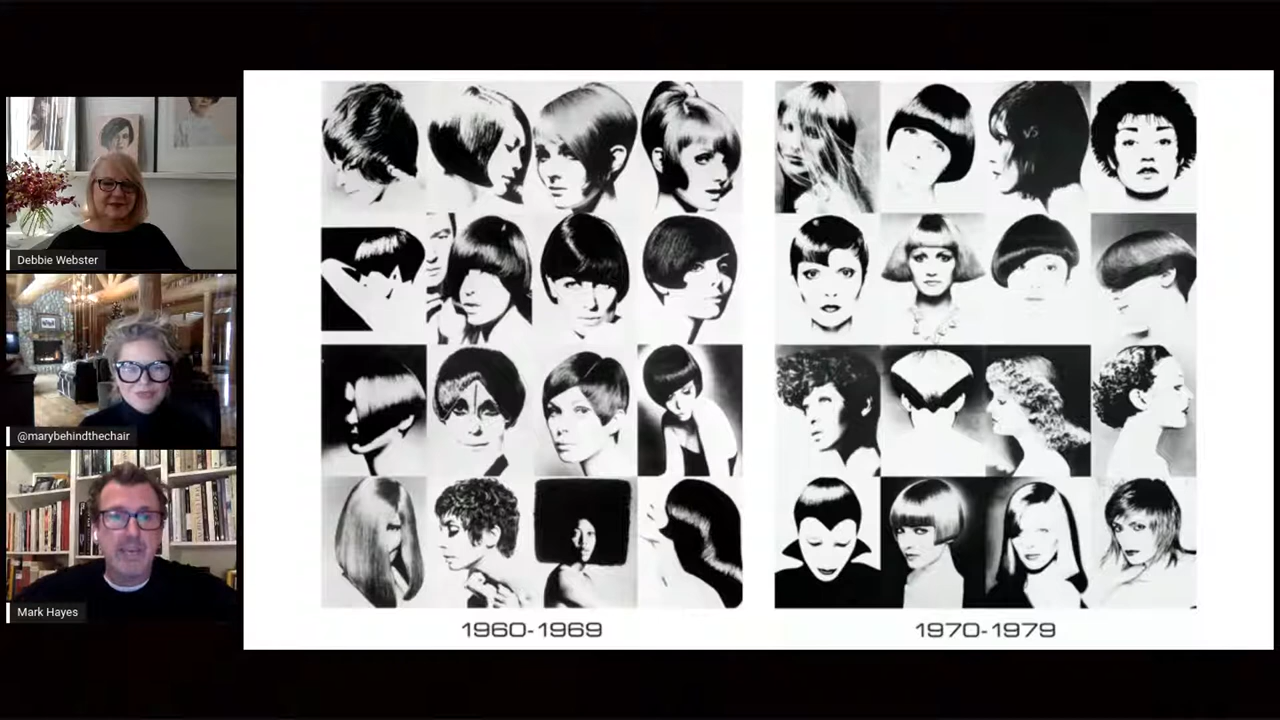 Debbie Webster
@marybehindthechair
Mark Hayes
1960-1969
1970-1979